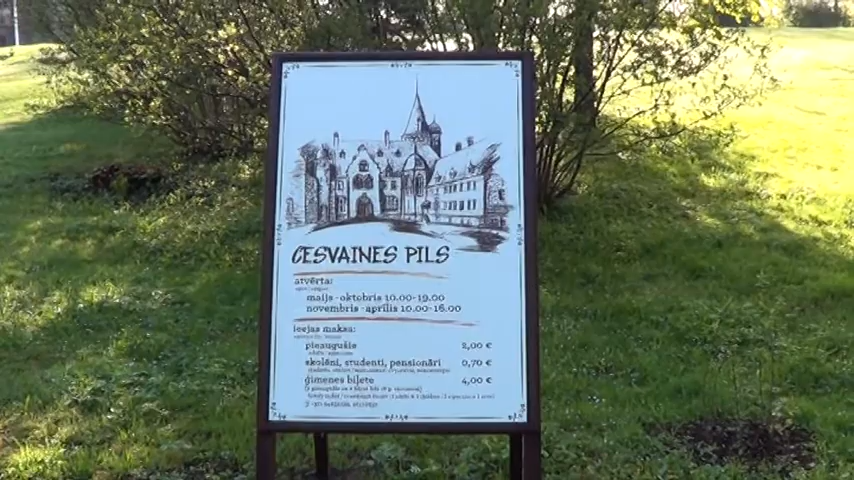 CESVAINES PILS
atvērta:
maijs - oktobris 10.00-19.00
novembris - aprīlis 10.00-16.00
ieejas maksa:
pieaugušie 2,00 €
skolēni, studenti, pensionāri 0,70 €
ģimenes biļete 4,00 €